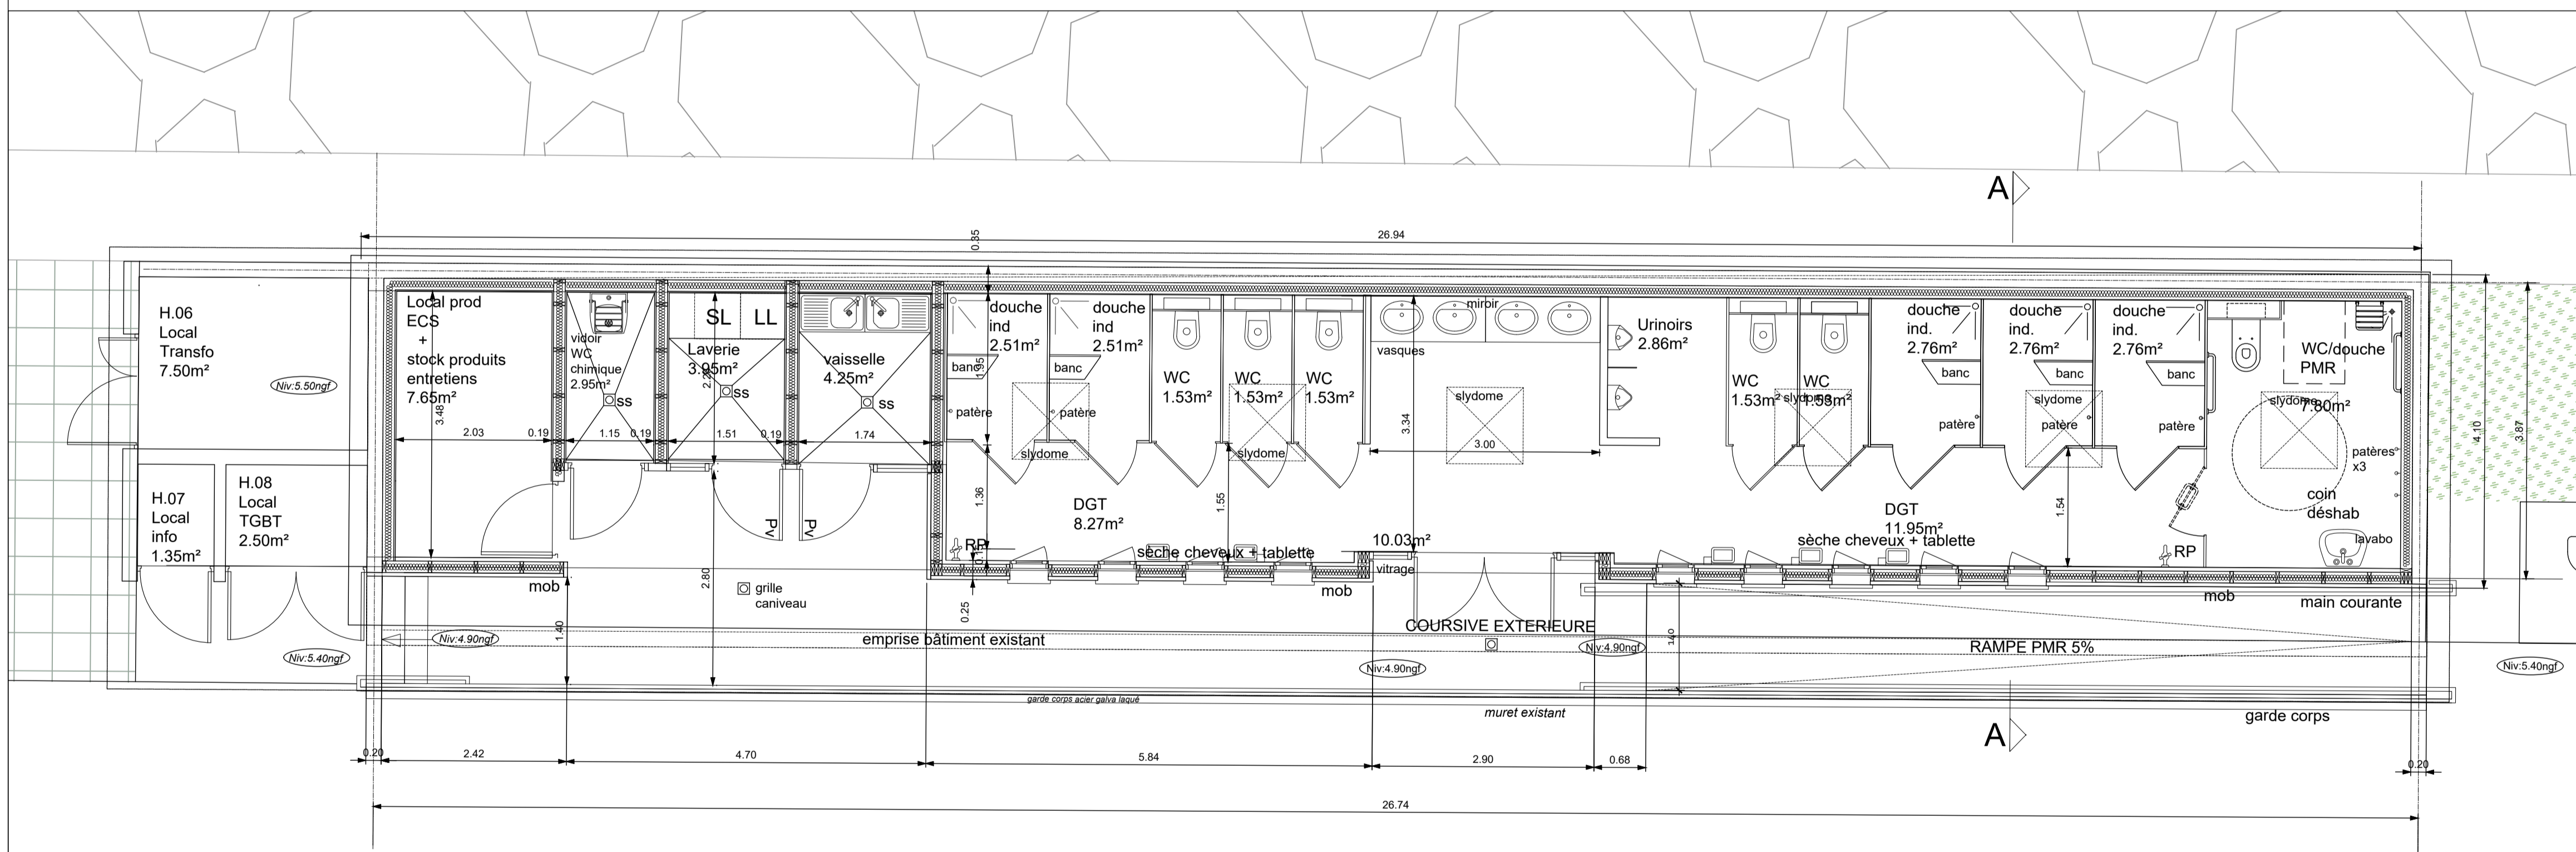 A
26.94
0.35
H.06
Local
Transfo
7.50m²
Niv:5.50ngf
Local prod
ECS
+
stock produits
entretiens
7.65m²
3.48
2.03
0.19
vidoir
WC
chimique
2.95m²
ss
1.15
0.19
SL
LL
Laverie
3.95m²
ss
1.51
0.19
vaisselle
4.25m²
ss
1.74
douche
ind
2.51m²
1.95
banc
patère
douche
ind
2.51m²
banc
patère
slydome
WC
1.53m²
WC
1.53m²
slydome
WC
1.53m²
miroir
vasques
3.34
slydome
3.00
Urinoirs
2.86m²
WC
1.53m²
WC
1.53m²
slydome
douche
ind.
2.76m²
banc
patère
douche
ind.
2.76m²
banc
slydome
patère
douche
ind.
2.76m²
banc
patère
WC/douche
PMR
slydome
7.80m²
patères
x3
coin
déshab
lavabo
4.10
3.87
H.07
Local
info
1.35m²
H.08
Local
TGBT
2.50m²
Pv
Pv
1.36
DGT
8.27m²
1.55
RP
sèche cheveux + tablette
10.03m²
vitrage
DGT
11.95m²
1.54
sèche cheveux + tablette
RP
mob
2.80
grille
caniveau
0.25
mob
mob
main courante
1.40
Niv:4.90ngf
emprise bâtiment existant
COURSIVE EXTERIEURE
Niv:4.90ngf
RAMPE PMR 5%
Niv:5.40ngf
Niv:4.90ngf
Niv:5.40ngf
garde corps acier galva laqué
muret existant
garde corps
A
0.20
2.42
4.70
5.84
2.90
0.68
0.20
26.74